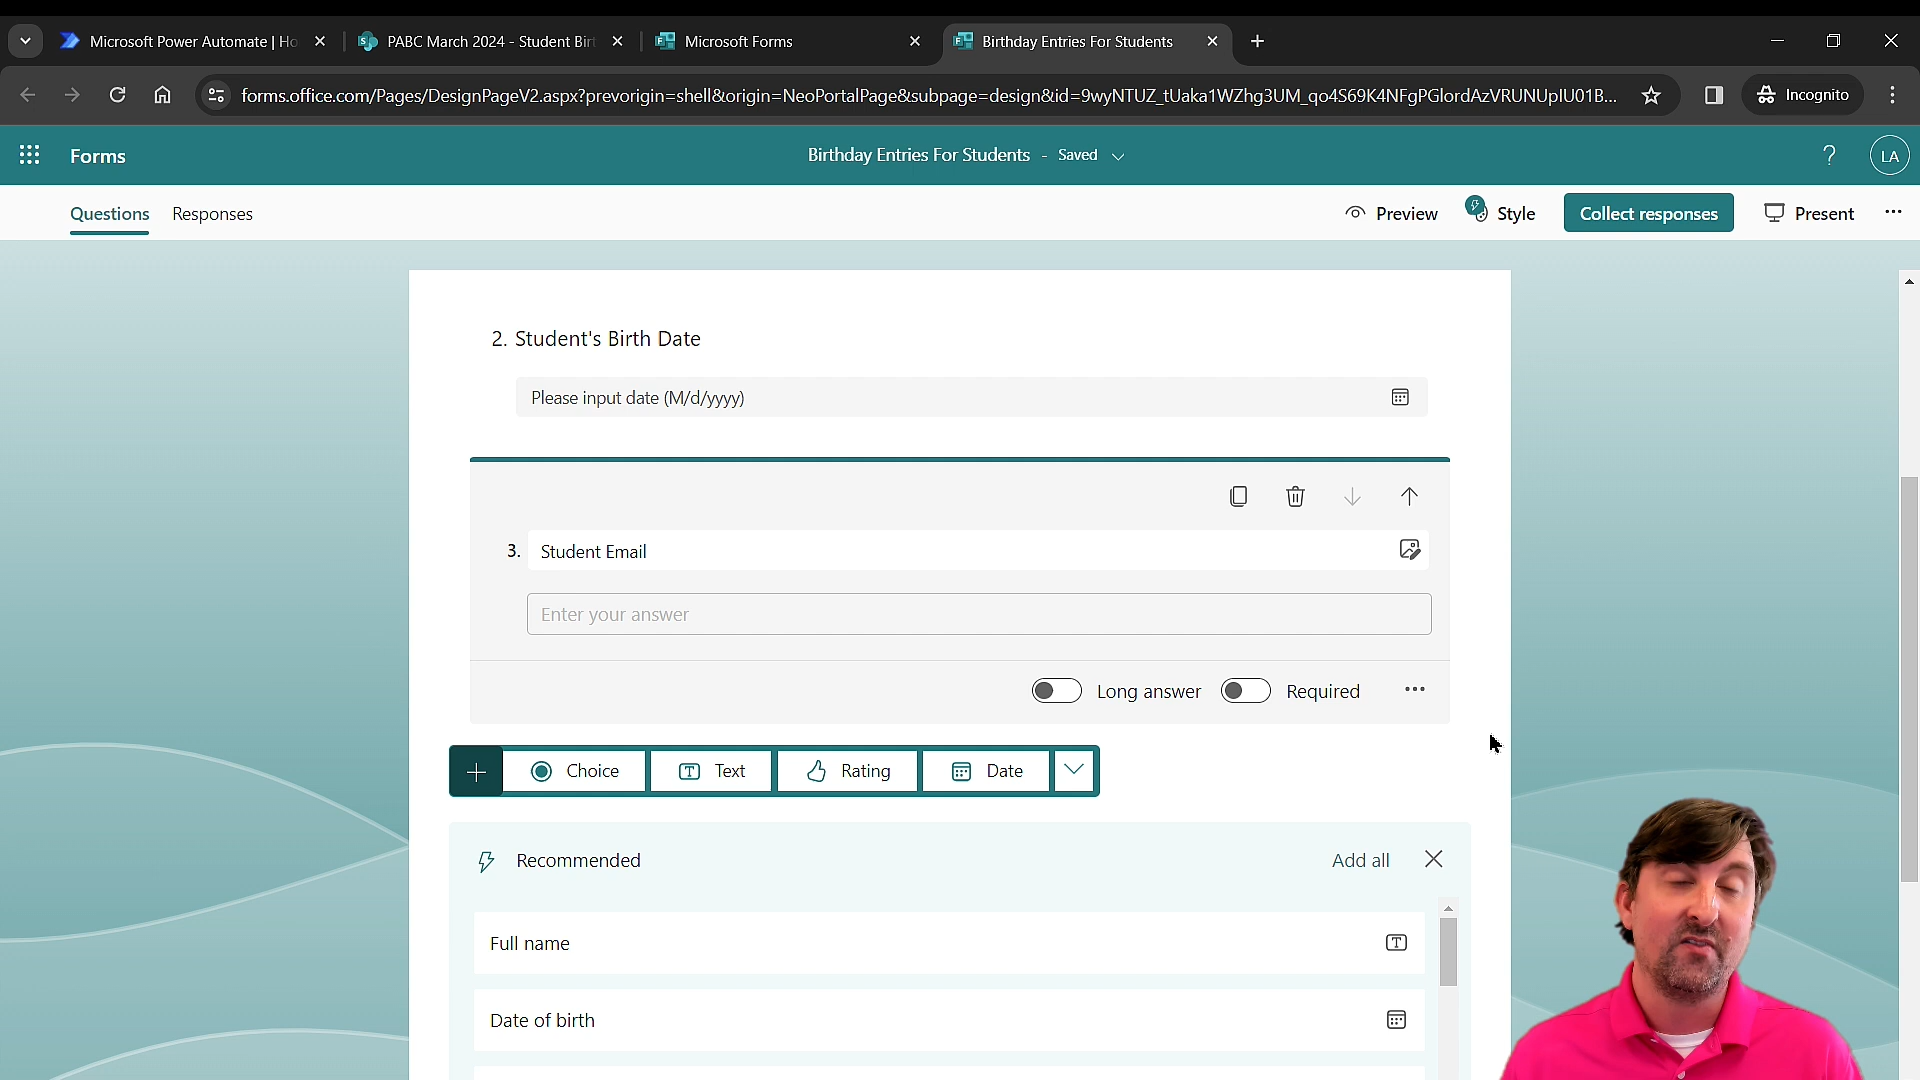 Microsoft Power Automate | Ho
PABC March 2024 - Student Birt
Microsoft Forms
Birthday Entries For Students
forms.office.com/Pages/DesignPageV2.aspx?prevorigin=shell&origin=NeoPortalPage&subpage=design&id=9wyNTUZ_tUaka1WZhg3UM_qo4S69K4NFgPGlordAzVRUNUpIU01B...
Incognito
Forms
Birthday Entries For Students - Saved
?
LA
Questions
Responses
Preview
Style
Collect responses
Present
2. Student's Birth Date
Please input date (M/d/yyyy)
3. Student Email
Enter your answer
Long answer
Required
Choice
Text
Rating
Date
Recommended
Add all
Full name
Date of birth